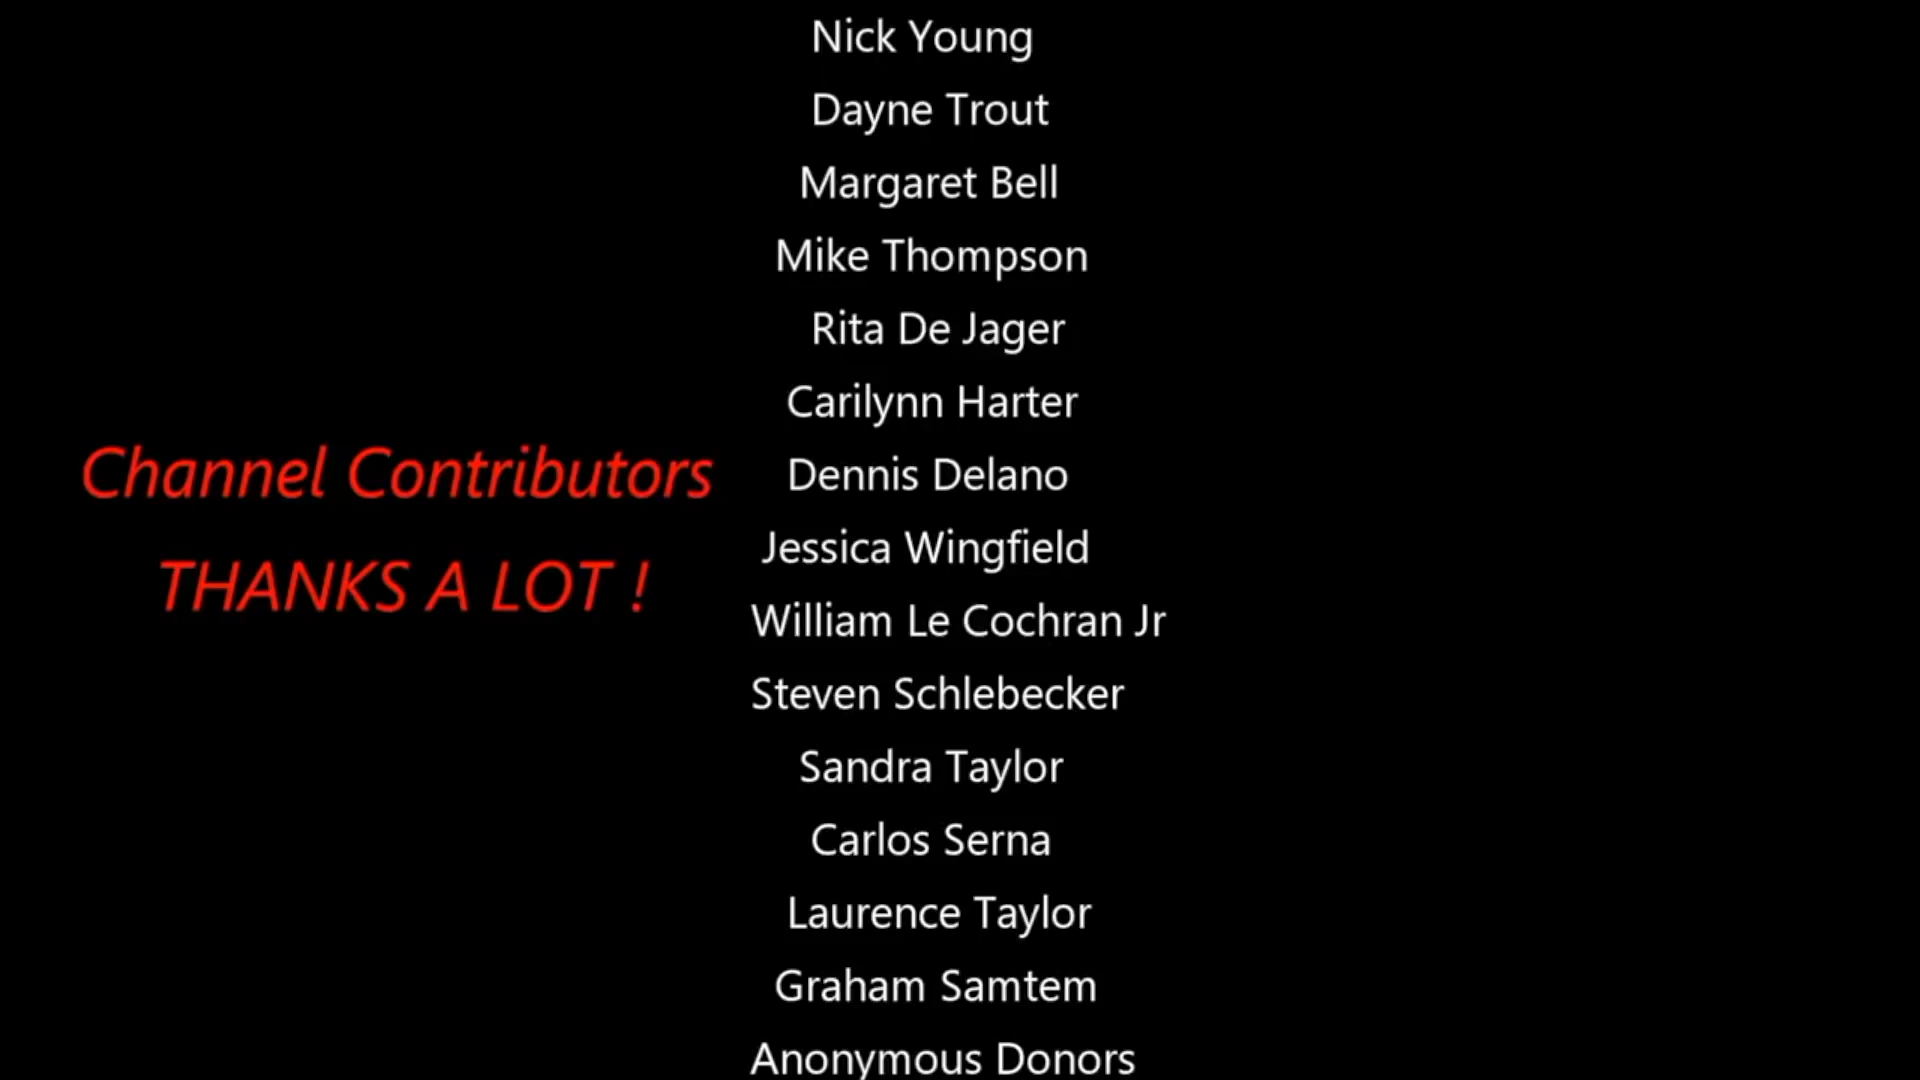 Channel Contributors
THANKS A LOT !
Nick Young
Dayne Trout
Margaret Bell
Mike Thompson
Rita De Jager
Carilynn Harter
Dennis Delano
Jessica Wingfield
William Le Cochran Jr
Steven Schlebecker
Sandra Taylor
Carlos Serna
Laurence Taylor
Graham Samtem
Anonymous Donors